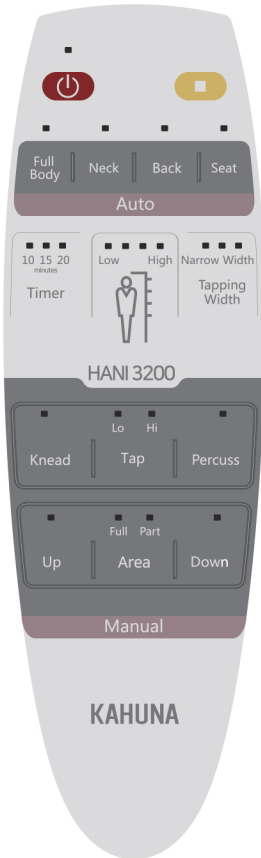 Full
Body
Neck
Back
Seat
Auto
10 15 20
minutes
Timer
Low High
Narrow Width
Tapping
Width
HANI 3200
Lo Hi
Knead
Tap
Percuss
Full Part
Up
Area
Down
Manual
KAHUNA